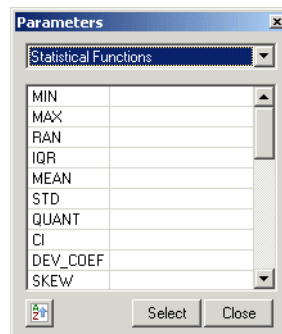 Parameters
Statistical Functions
MIN
MAX
RAN
IQR
MEAN
STD
QUANT
CI
DEV_COEF
SKEW
Select Close